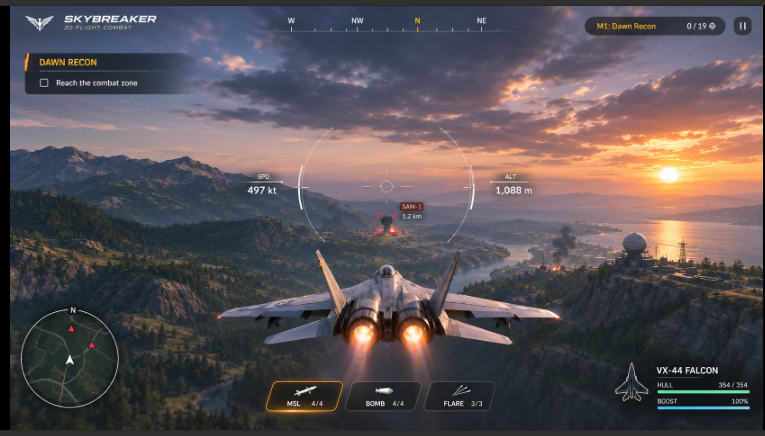 SKYBREAKER
3D FLIGHT COMBAT
W NW N NE
M1: Dawn Recon 0 / 19
DAWN RECON
Reach the combat zone
SPD
497 kt
ALT
1,088 m
SAM-1
1.2 km
N
MSL 4/4
BOMB 4/4
FLARE 3/3
VX-44 FALCON
HULL 354 / 354
BOOST 100%